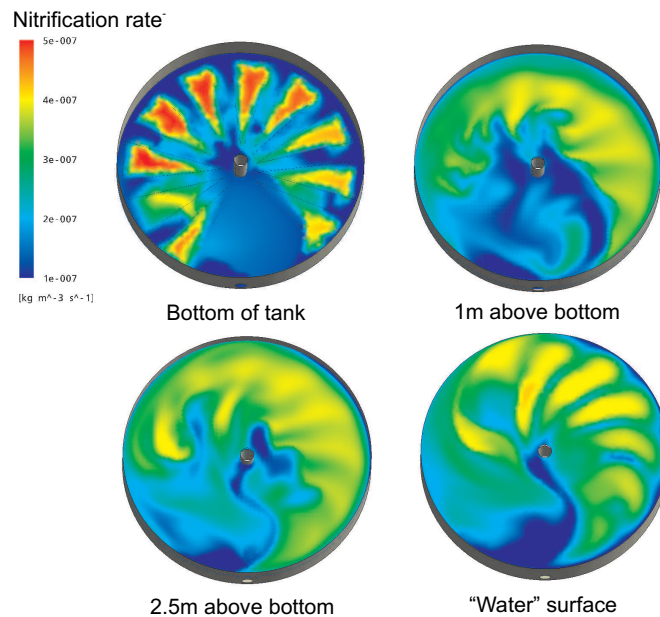 Nitrification rate-
5e-007
4e-007
3e-007
2e-007
1e-007
[kg m^-3 s^-1]
Bottom of tank
1m above bottom
2.5m above bottom
“Water” surface